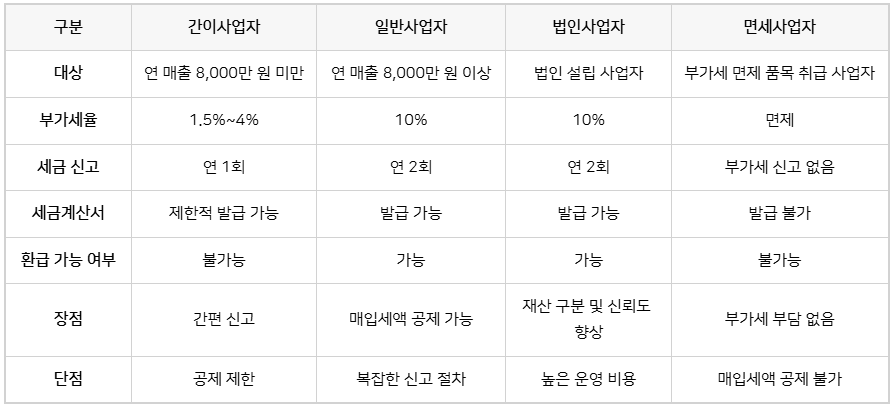 구분 간이사업자 일반사업자 법인사업자 면세사업자
대상 연 매출 8,000만 원 미만 연 매출 8,000만 원 이상 법인 설립 사업자 부가세 면제 품목 취급 사업자
부가세율 1.5%~4% 10% 10% 면제
세금 신고 연 1회 연 2회 연 2회 부가세 신고 없음
세금계산서 제한적 발급 가능 발급 가능 발급 가능 발급 불가
환급 가능 여부 불가능 가능 가능 불가능
장점 간편 신고 매입세액 공제 가능 재산 구분 및 신뢰도
향상 부가세 부담 없음
단점 공제 제한 복잡한 신고 절차 높은 운영 비용 매입세액 공제 불가